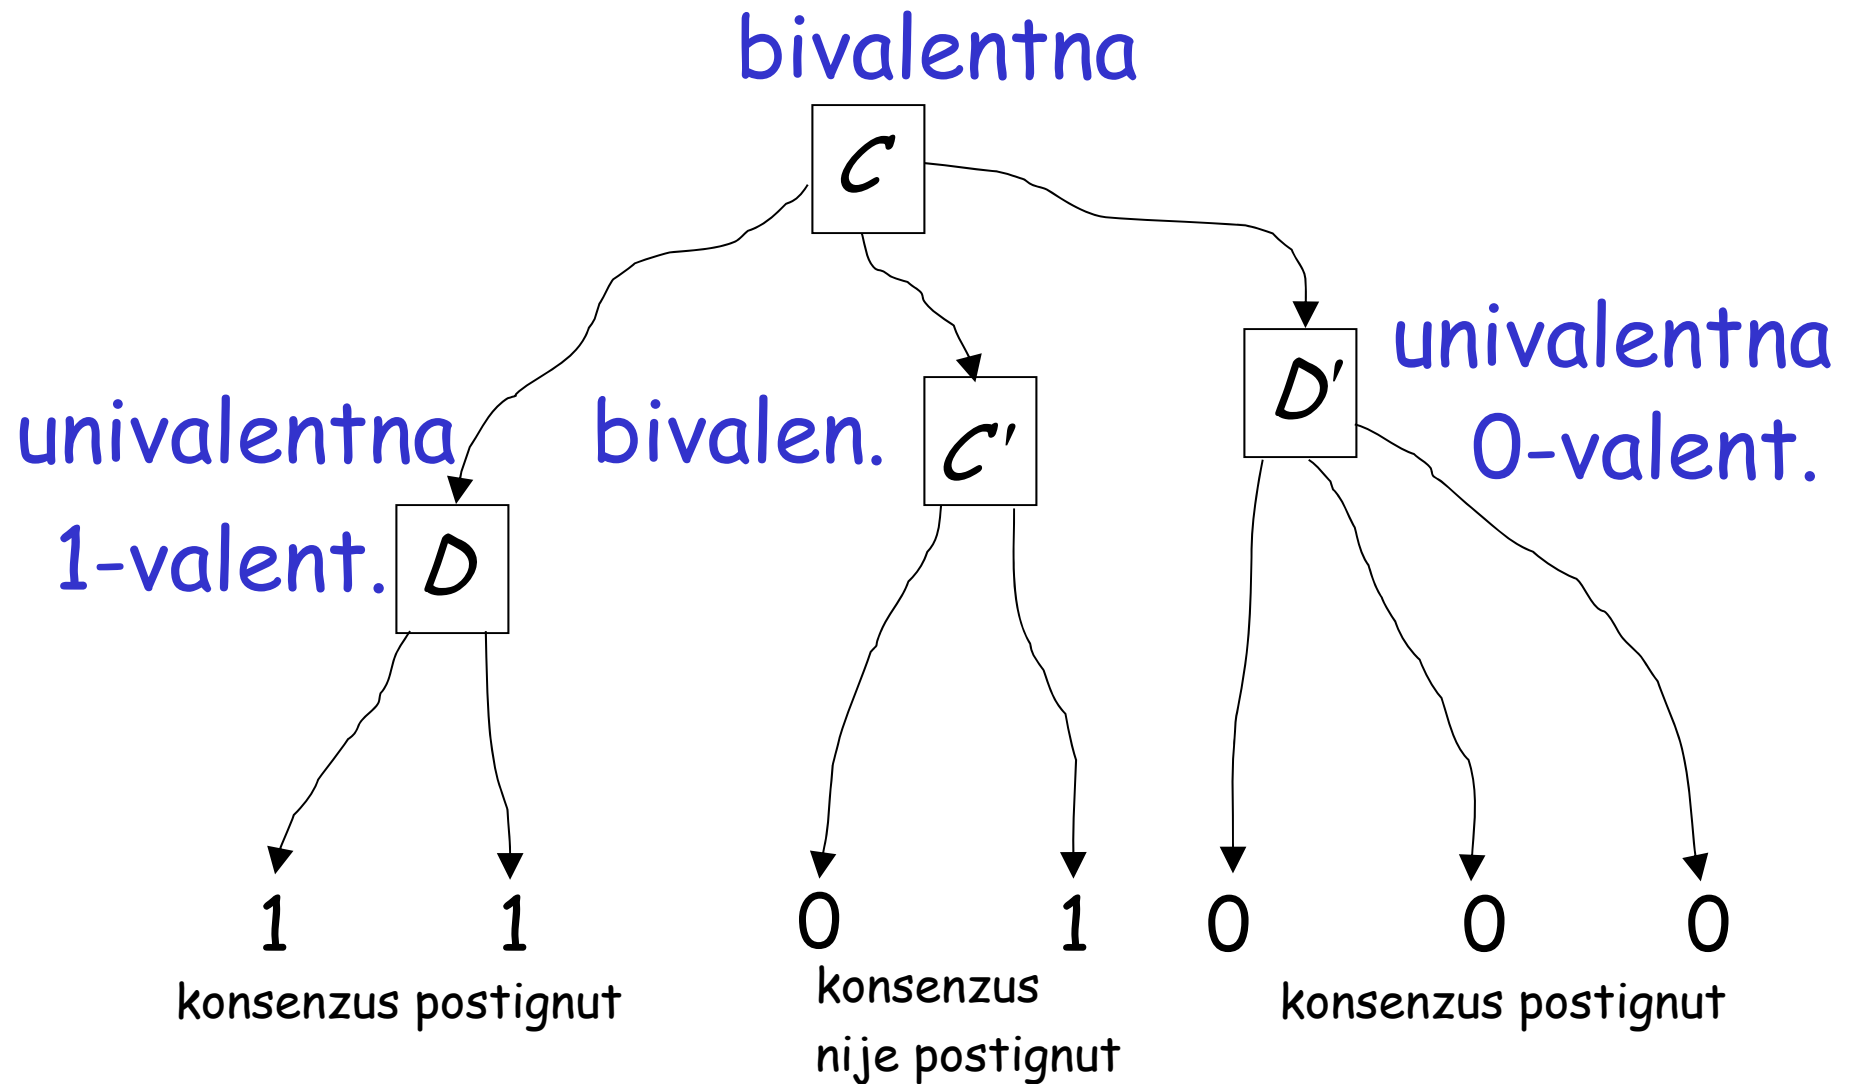 bivalentna
C
univalentna
0-valent.
D'
univalentna
1-valent.
bivalen.
C'
D
1
1
0
1
0
0
0
konsenzus postignut
konsenzus
nije postignut
konsenzus postignut